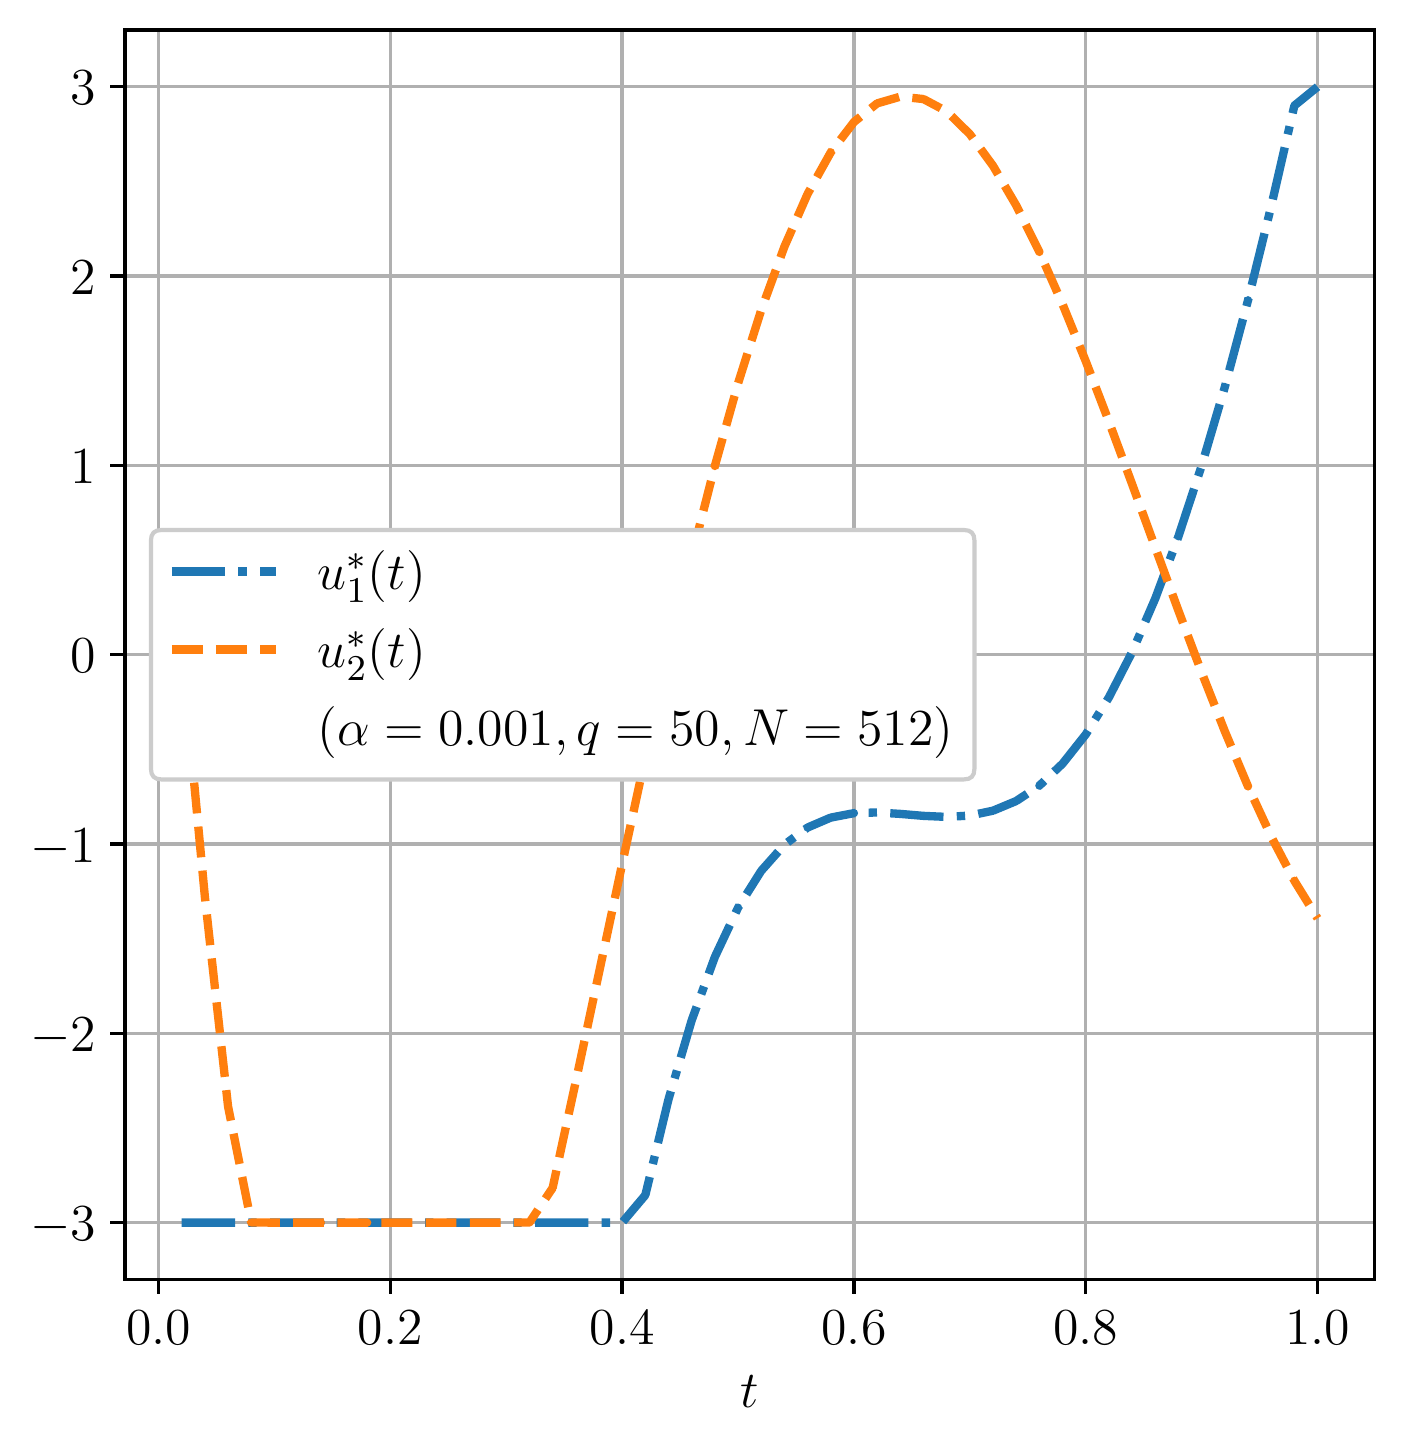 3
2
1
0
−1
−2
−3
u₁*(t)
u₂*(t)
(α = 0.001, q = 50, N = 512)
0.0 0.2 0.4 0.6 0.8 1.0
t